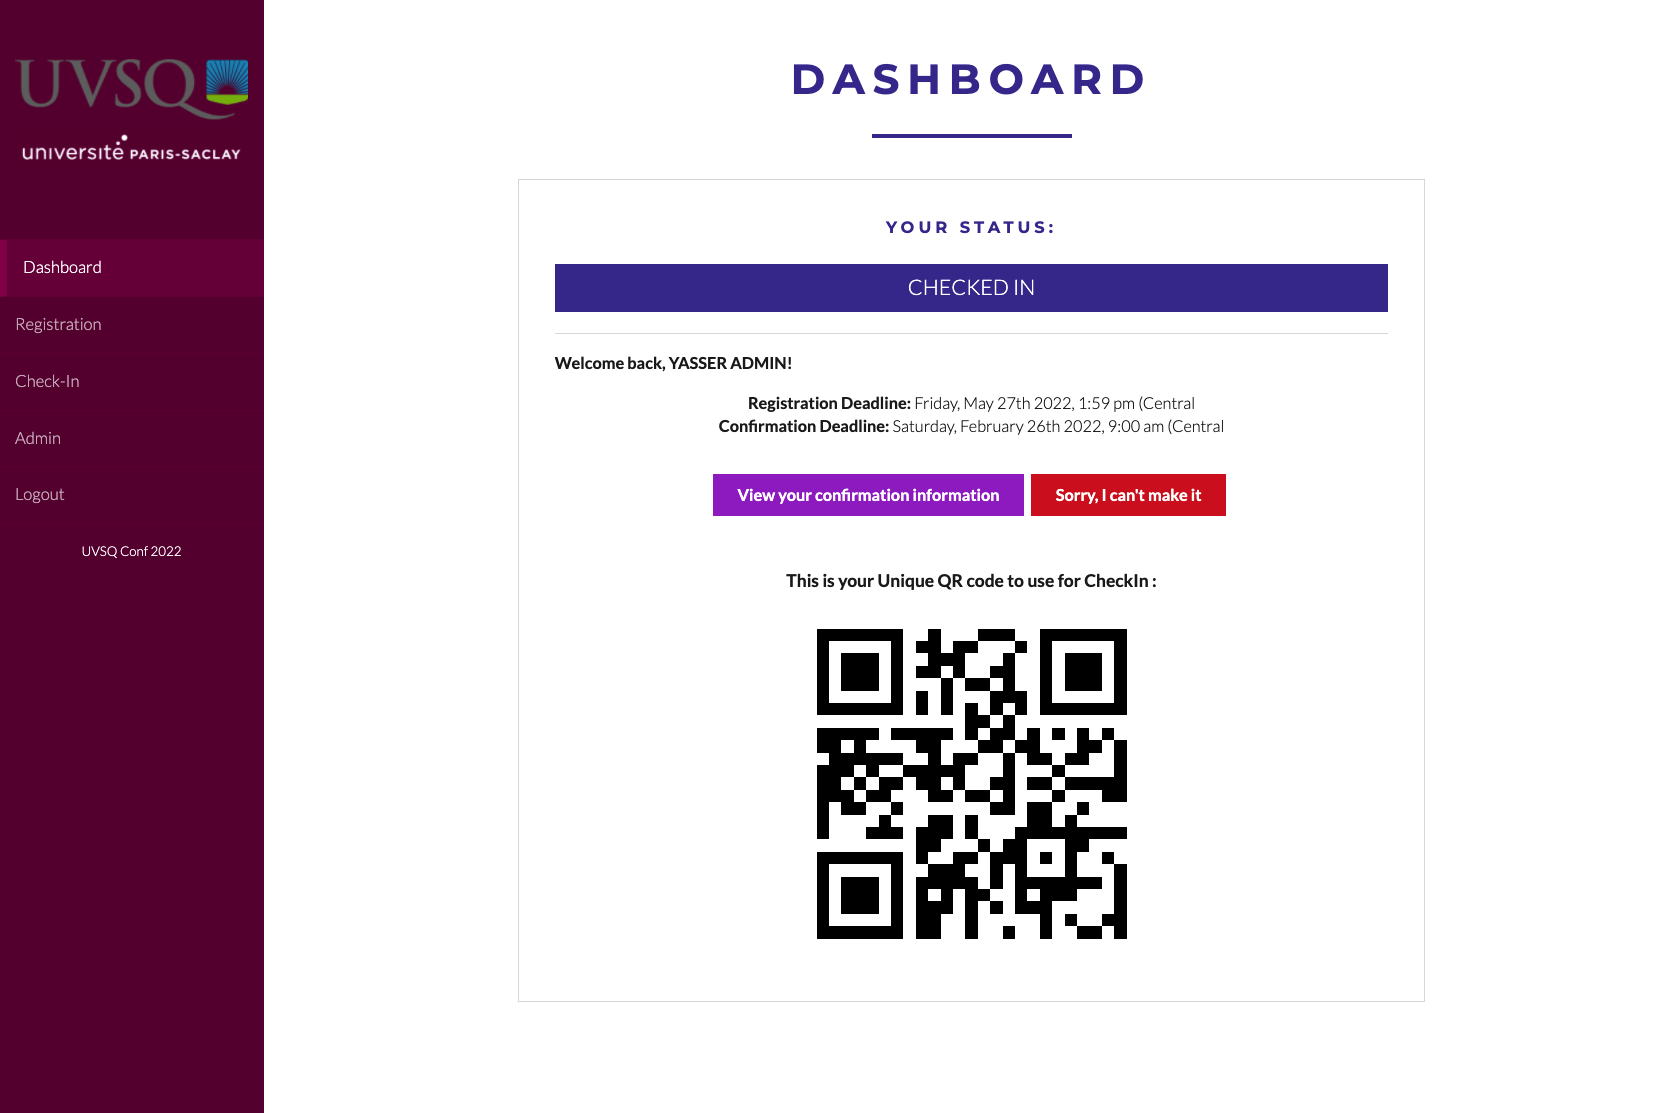 UVSQ
université PARIS-SACLAY
Dashboard
Registration
Check-In
Admin
Logout
UVSQ Conf 2022
DASHBOARD
YOUR STATUS:
CHECKED IN
Welcome back, YASSER ADMIN!
Registration Deadline: Friday, May 27th 2022, 1:59 pm (Central
Confirmation Deadline: Saturday, February 26th 2022, 9:00 am (Central
View your confirmation information
Sorry, I can't make it
This is your Unique QR code to use for CheckIn :